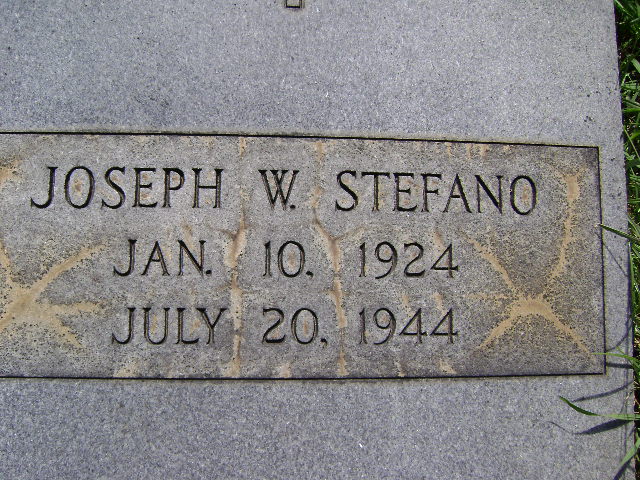 JOSEPH W. STEFANO
JAN. 10, 1924
JULY 20, 1944